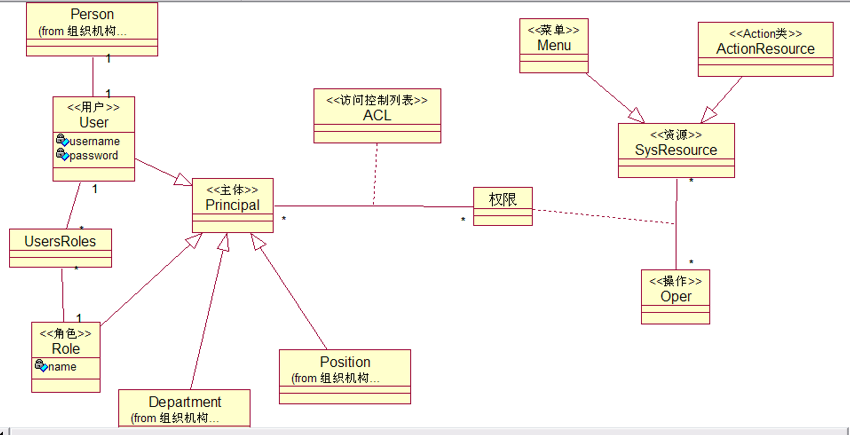 Person
(from 组织机构...
1
1
<<用户>>
User
username
password
1
*
UsersRoles
*
1
<<角色>>
Role
name
<<主体>>
Principal
*
*
<<访问控制列表>>
ACL
权限
<<菜单>>
Menu
<<Action类>>
ActionResource
<<资源>>
SysResource
*
*
<<操作>>
Oper
Position
(from 组织机构...
Department
(from 组织机构...